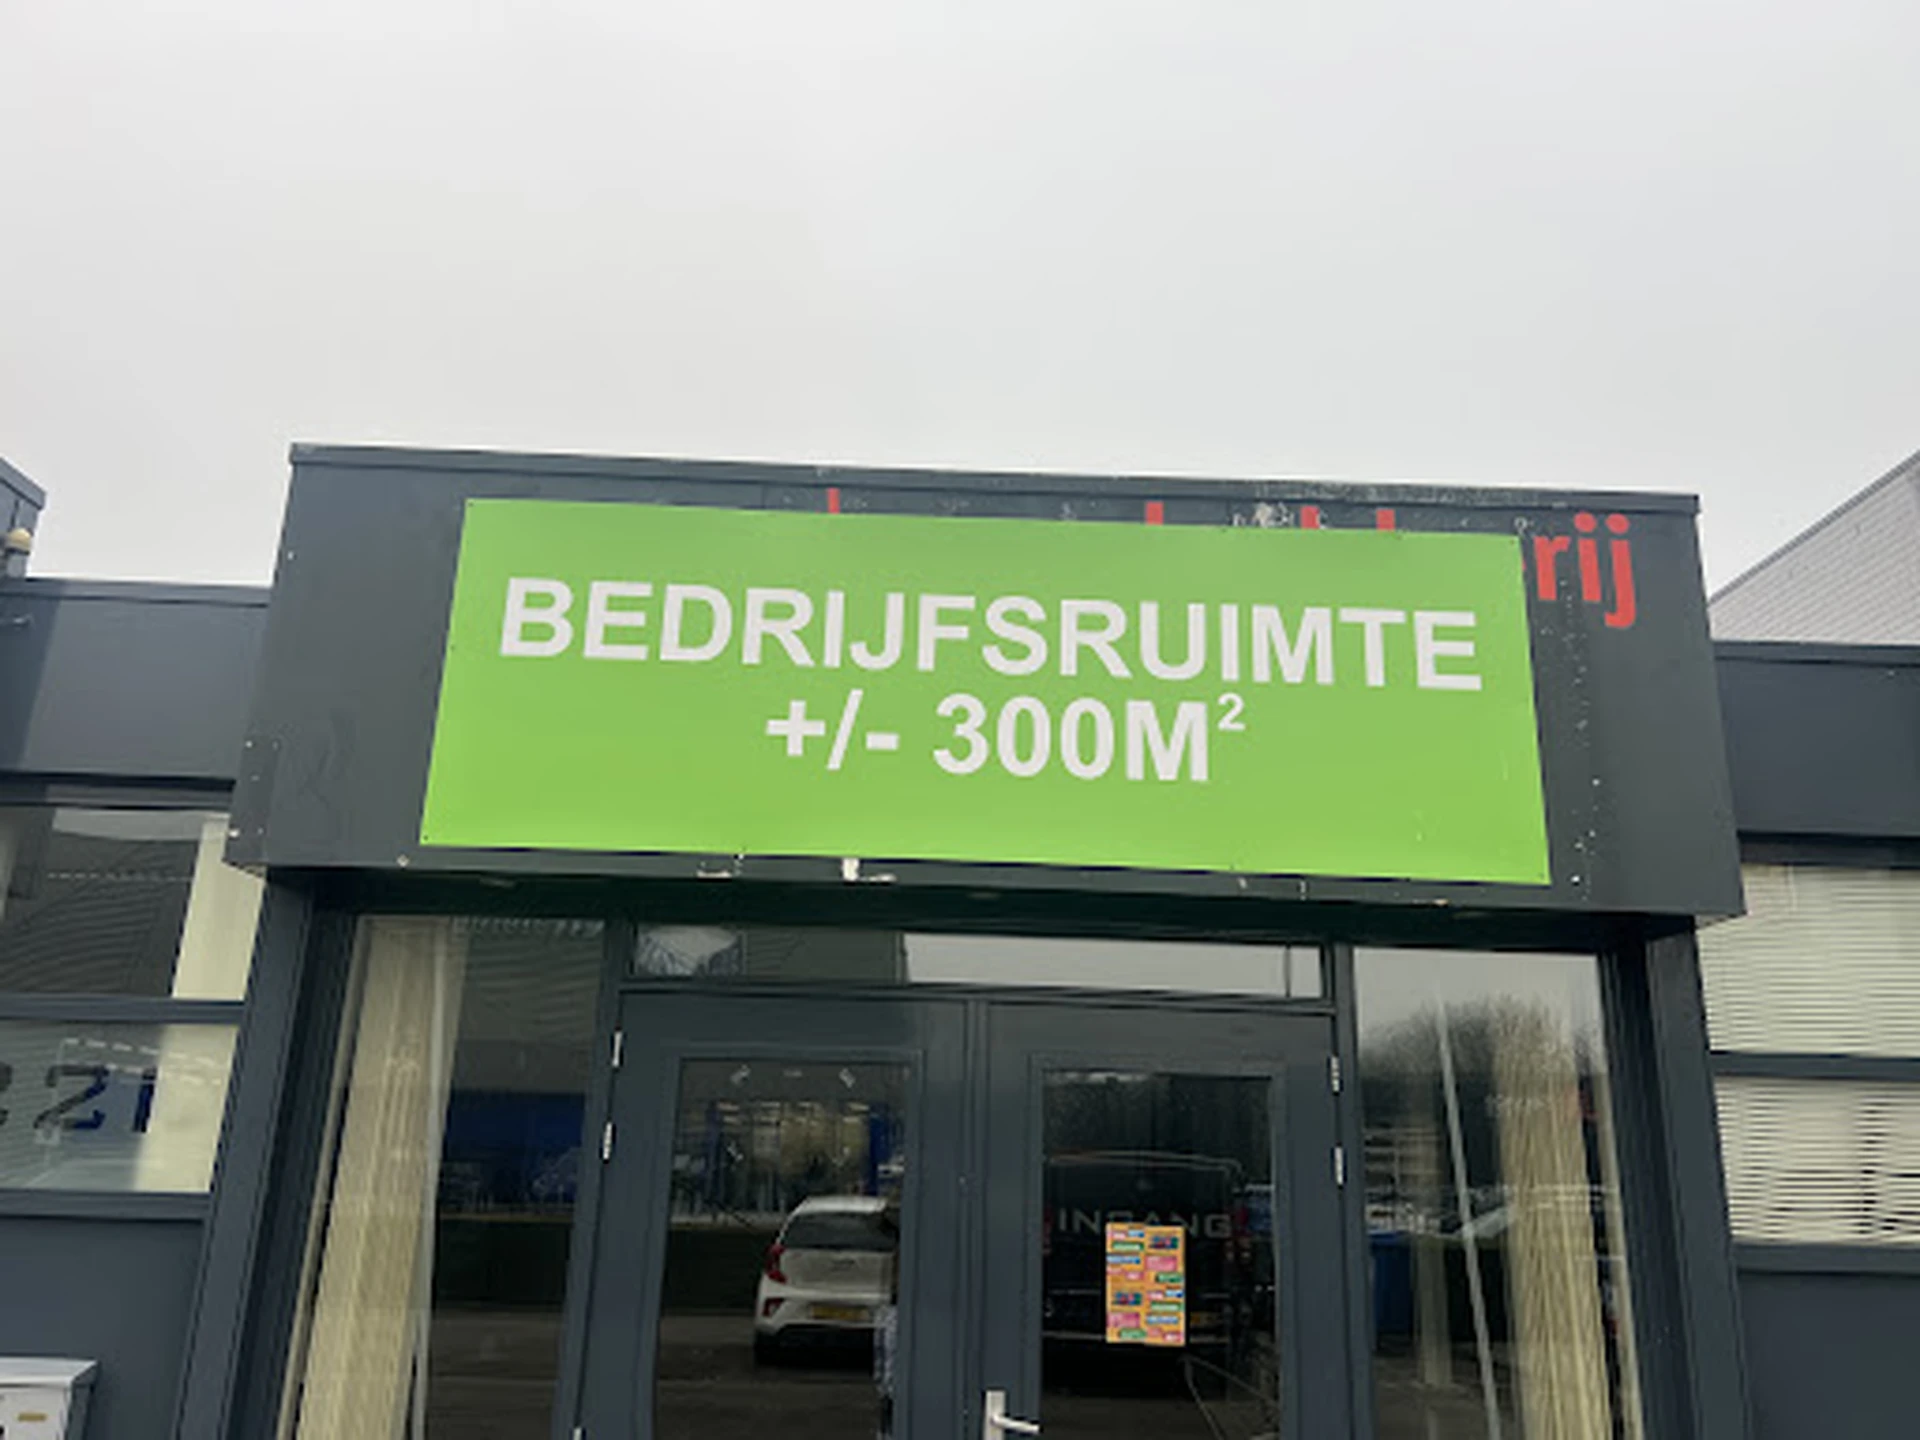 rij
BEDRIJFSRUIMTE
+/- 300M²
INGANG